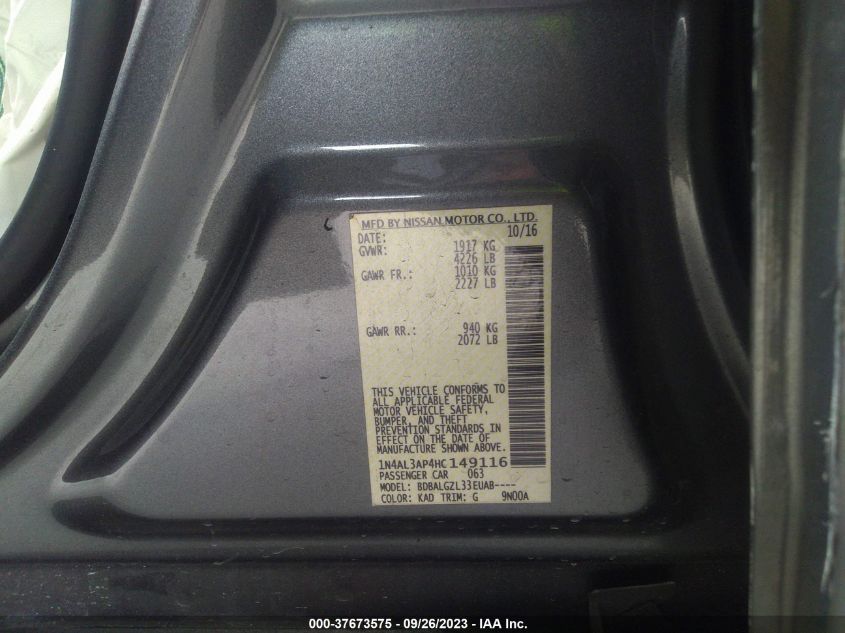 MFD BY NISSAN MOTOR CO., LTD.
DATE: 10/16
GVWR: 1917 KG
4226 LB
GAWR FR.: 1010 KG
2227 LB
GAWR RR.: 940 KG
2072 LB
THIS VEHICLE CONFORMS TO
ALL APPLICABLE FEDERAL
MOTOR VEHICLE SAFETY,
BUMPER, AND THEFT
PREVENTION STANDARDS IN
EFFECT ON THE DATE OF
MANUFACTURE SHOWN ABOVE.
1N4AL3AP4HC149116
PASSENGER CAR 063
MODEL: BDBALGZL33EUAB----
COLOR: KAD TRIM: G 9N00A
000-37673575 - 09/26/2023 - IAA Inc.